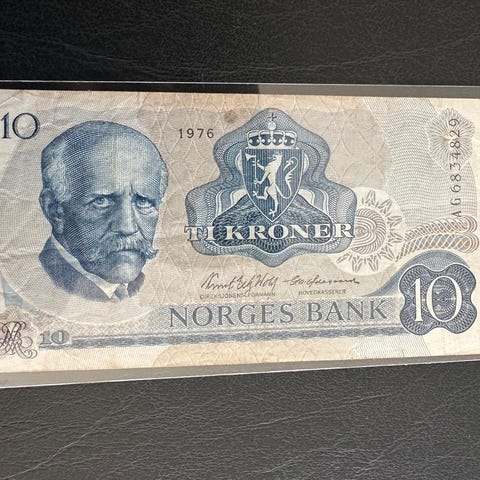 10
1976
AG6834829
TI KRONER
DIREKSJONENS FORMANN HOVEDKASSERER
NORGES BANK
10
10